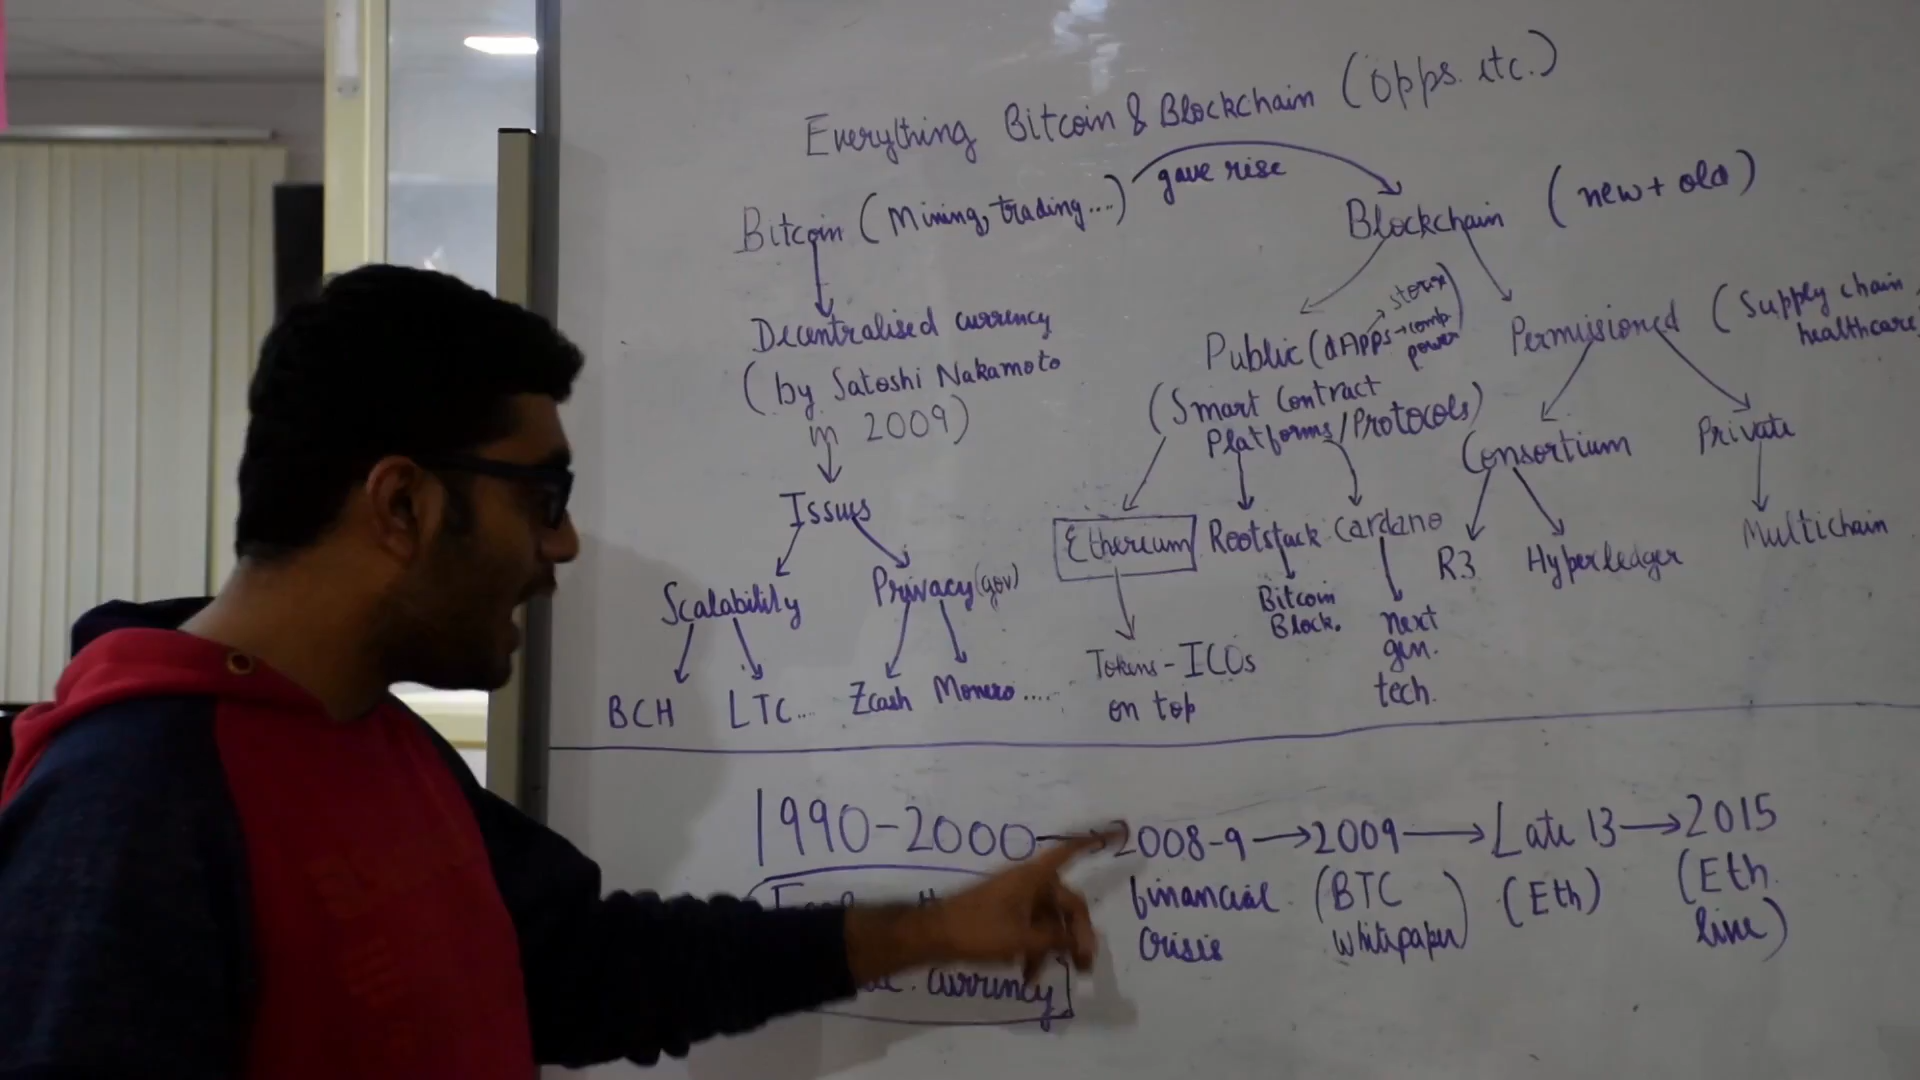 Everything Bitcoin & Blockchain (opps. etc.)
Bitcoin (Mining, trading....) gave rise Blockchain (new + old)
Decentralised currency
(by Satoshi Nakamoto
in 2009)
Issues
Scalability Privacy (gov)
BCH LTC.. Zcash Monero ....
Public (dApps → storg
→ comp.
power)
(Smart Contract
Platforms/Protocols)
Ethereum Rootstack Cardano
Tokens - ICOs
on top
Bitcoin
Block.
next
gen.
tech.
Permissioned (Supply chain,
healthcare
Consortium Private
R3 Hyperledger Multichain
1990-2000 → 2008-9 → 2009 → Late 13 → 2015
financial
crisis
(BTC
whitepaper)
(Eth)
(Eth.
live)
currency]